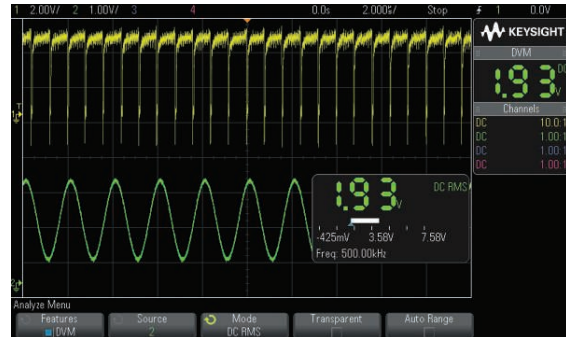 1 2.00V/ 2 1.00V/ 3 4 0.0s 2.000$/ Stop 1 0.0V
KEYSIGHT
DVM
1.93 V DC
Channels
DC 10.0:1
DC 1.00:1
DC 1.00:1
DC 1.00:1
T
1
1.93 V DC RMS
-425mV 3.58V 7.58V
Freq: 500.00kHz
2
Analyze Menu
Features Source Mode Transparent Auto Range
DVM 2 DC RMS